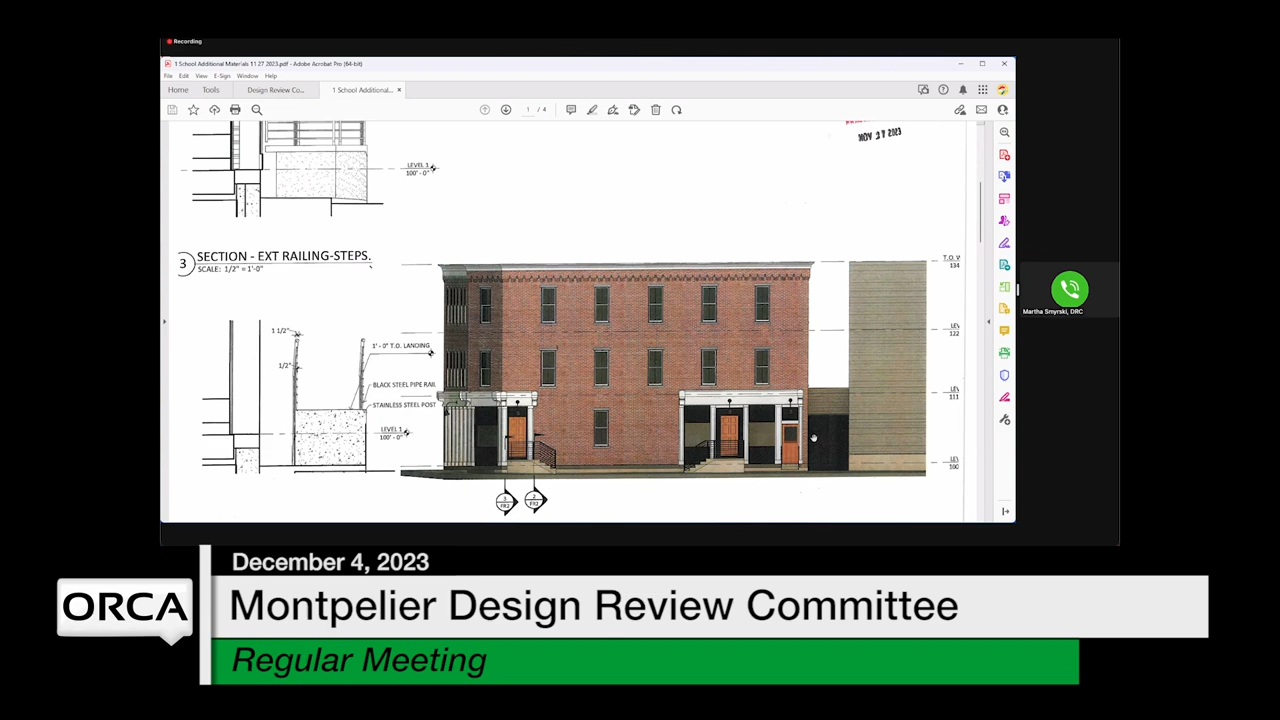 Recording
1 School Additional Materials 11 27 2023.pdf - Adobe Acrobat Pro (64-bit)
File Edit View E-Sign Window Help
Home Tools Design Review Co... 1 School Additional... ×
1 / 4
LEVEL 1
100' - 0"
3 SECTION - EXT RAILING-STEPS.
SCALE: 1/2" = 1'-0"
T.O. W
134
1 1/2"
LEV
122
1' - 0" T.O. LANDING
1/2"
BLACK STEEL PIPE RAIL
LEV
111
STAINLESS STEEL POST
LEVEL 1
100' - 0"
LEV
100
Martha Smyrski, DRC
December 4, 2023
ORCA
Montpelier Design Review Committee
Regular Meeting